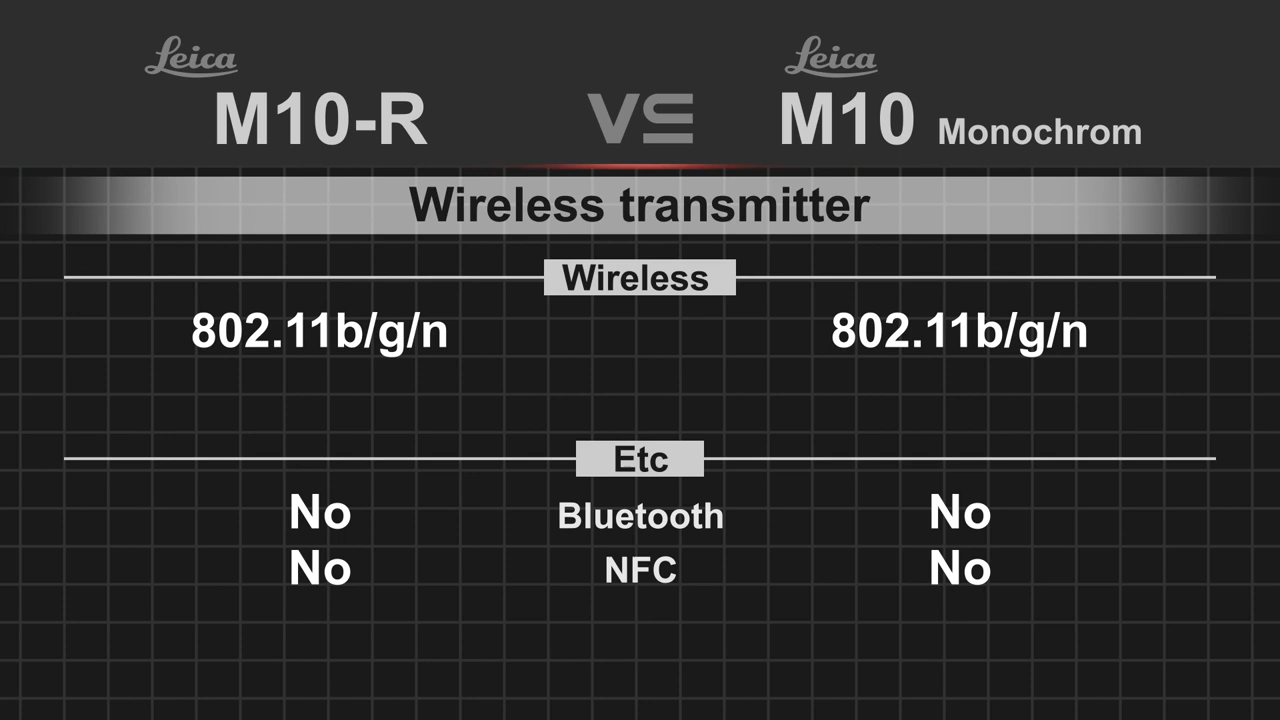 Leica Leica
M10-R VS M10 Monochrom
Wireless transmitter
Wireless
802.11b/g/n 802.11b/g/n
Etc
No Bluetooth No
No NFC No